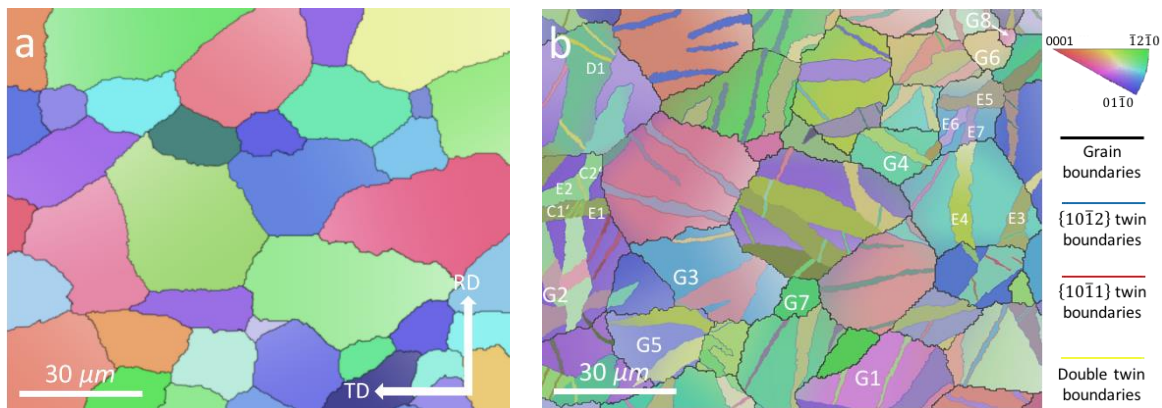 a
RD
TD
30 μm
b
G8
G6
D1
E5
E6
E7
G4
C2'
E2
C1'
E1
E4
E3
G3
G2
G7
G5
G1
30 μm
0001
1̅21̅0
011̅0
Grain
boundaries
{101̅2} twin
boundaries
{101̅1} twin
boundaries
Double twin
boundaries